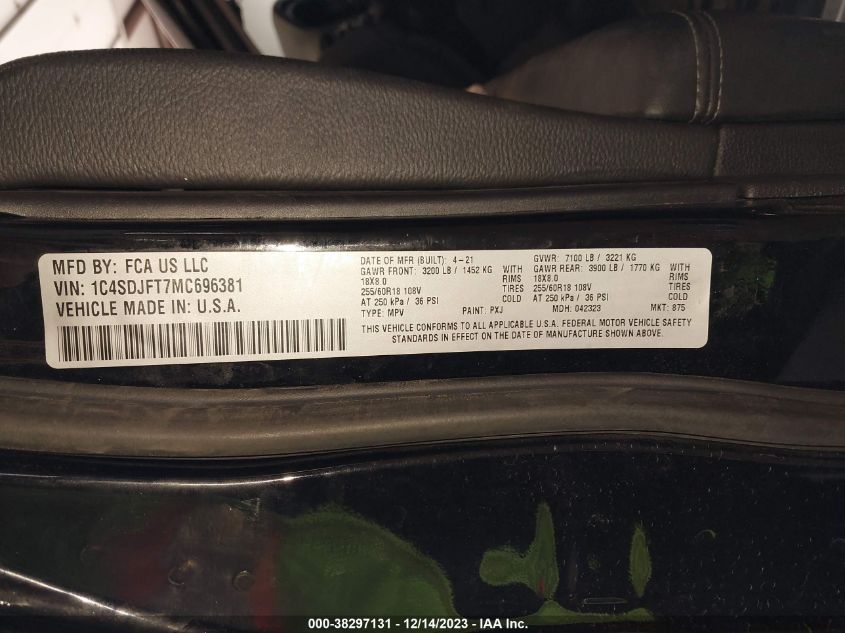 MFD BY: FCA US LLC
VIN: 1C4SDJFT7MC696381
VEHICLE MADE IN: U.S.A.
DATE OF MFR (BUILT): 4-21
GAWR FRONT: 3200 LB / 1452 KG WITH
18X8.0 RIMS
255/60R18 108V TIRES
AT 250 kPa / 36 PSI COLD
TYPE: MPV PAINT: PXJ
GVWR: 7100 LB / 3221 KG
GAWR REAR: 3900 LB / 1770 KG WITH
18X8.0 RIMS
255/60R18 108V TIRES
AT 250 kPa / 36 PSI COLD
MDH: 042323 MKT: 875
THIS VEHICLE CONFORMS TO ALL APPLICABLE U.S.A. FEDERAL MOTOR VEHICLE SAFETY
STANDARDS IN EFFECT ON THE DATE OF MANUFACTURE SHOWN ABOVE.
000-38297131 - 12/14/2023 - IAA Inc.